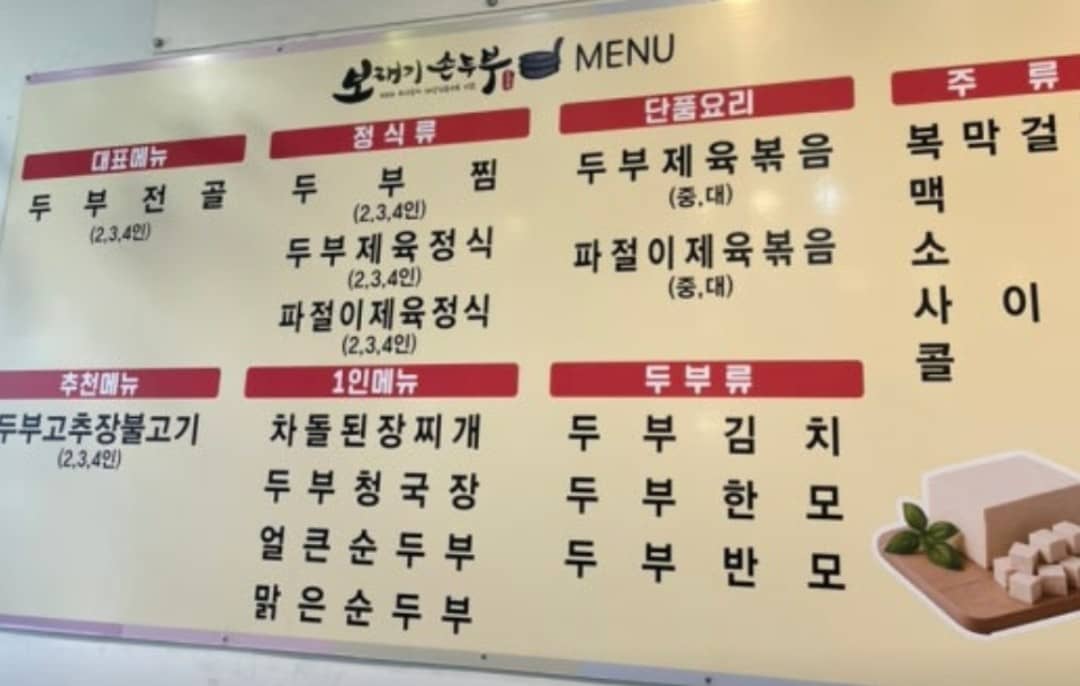 보래기 손두부 MENU
대표메뉴
두부전골
(2,3,4인)
정식류
두부찜
(2,3,4인)
두부제육정식
(2,3,4인)
파절이제육정식
(2,3,4인)
단품요리
두부제육볶음
(중,대)
파절이제육볶음
(중,대)
주류
복막걸
맥
소
사이
콜
추천메뉴
두부고추장불고기
(2,3,4인)
1인메뉴
차돌된장찌개
두부청국장
얼큰순두부
맑은순두부
두부류
두부김치
두부한모
두부반모